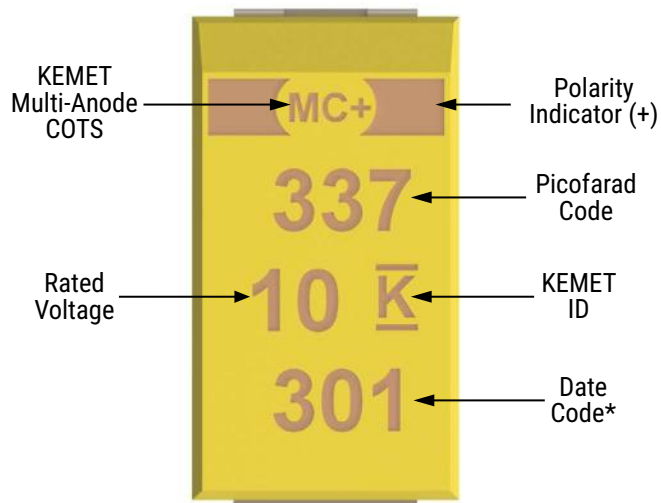 KEMET
Multi-Anode
COTS
MC+
Polarity
Indicator (+)
337
Picofarad
Code
Rated
Voltage
10 K
KEMET
ID
301
Date
Code*